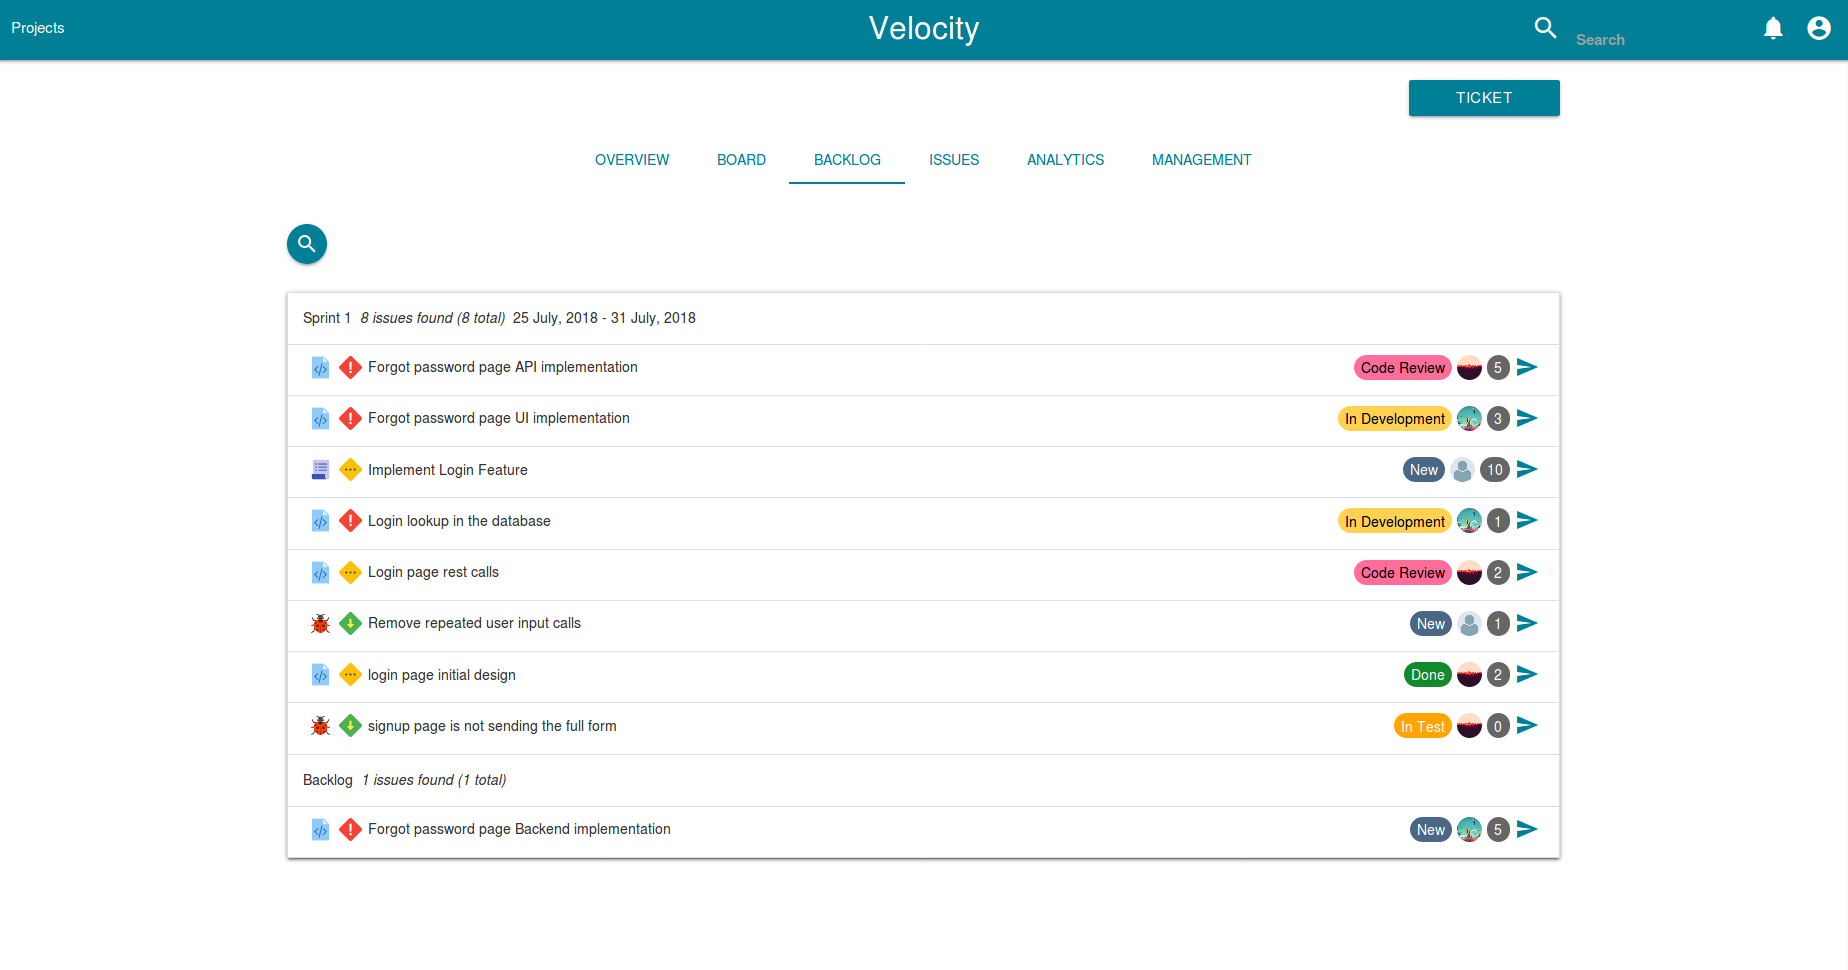 Projects
Velocity
Search
TICKET
OVERVIEW BOARD BACKLOG ISSUES ANALYTICS MANAGEMENT
Sprint 1 8 issues found (8 total) 25 July, 2018 - 31 July, 2018
Forgot password page API implementation Code Review 5
Forgot password page UI implementation In Development 3
Implement Login Feature New 10
Login lookup in the database In Development 1
Login page rest calls Code Review 2
Remove repeated user input calls New 1
login page initial design Done 2
signup page is not sending the full form In Test 0
Backlog 1 issues found (1 total)
Forgot password page Backend implementation New 5